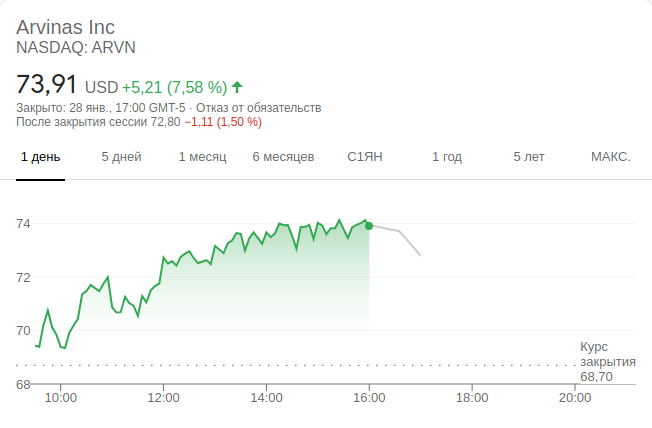 Arvinas Inc
NASDAQ: ARVN
73,91 USD +5,21 (7,58 %)
Закрыто: 28 янв., 17:00 GMT-5 · Отказ от обязательств
После закрытия сессии 72,80 −1,11 (1,50 %)
1 день 5 дней 1 месяц 6 месяцев С1ЯН 1 год 5 лет МАКС.
74
72
70
Курс
закрытия
68,70
68
10:00 12:00 14:00 16:00 18:00 20:00